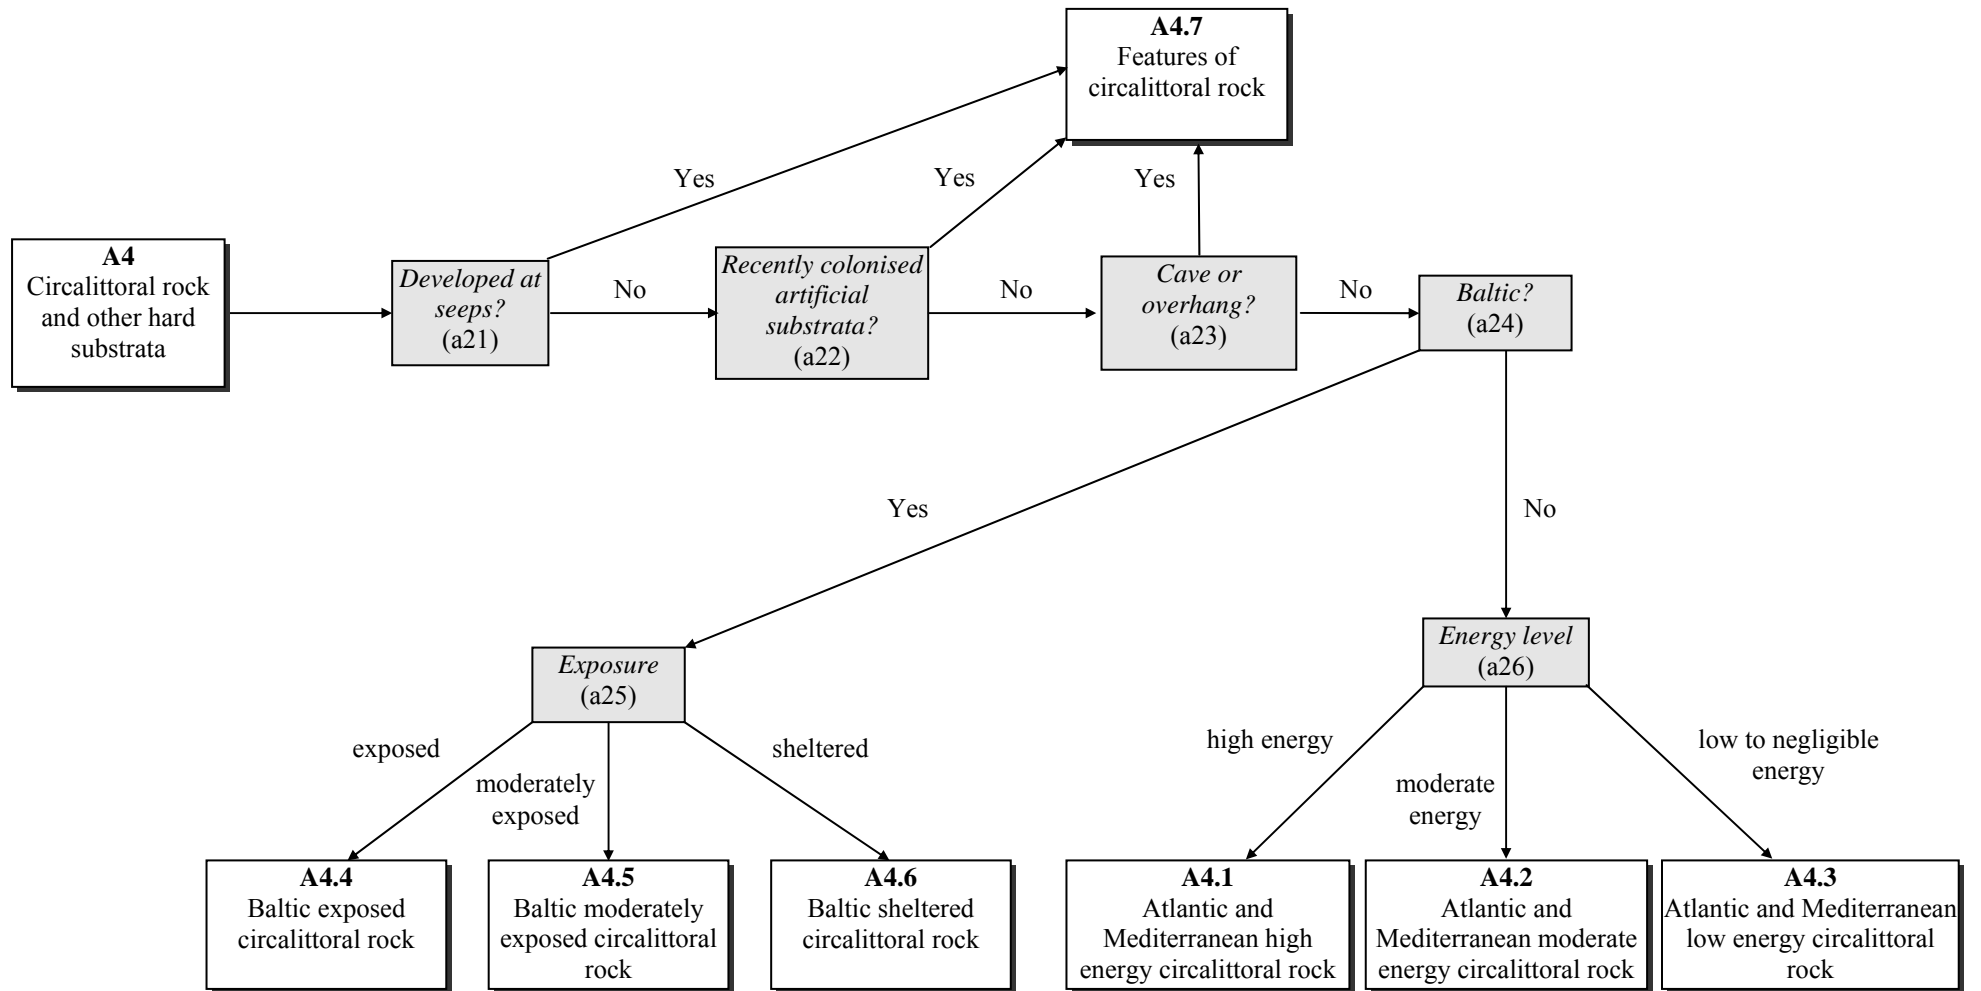 A4.7
Features of
circalittoral rock
Yes
Yes
Yes
A4
Circalittoral rock
and other hard
substrata
Developed at
seeps?
(a21)
No
Recently colonised
artificial
substrata?
(a22)
No
Cave or
overhang?
(a23)
No
Baltic?
(a24)
Yes
No
Exposure
(a25)
Energy level
(a26)
exposed
moderately
exposed
sheltered
high energy
moderate
energy
low to negligible
energy
A4.4
Baltic exposed
circalittoral rock
A4.5
Baltic moderately
exposed circalittoral
rock
A4.6
Baltic sheltered
circalittoral rock
A4.1
Atlantic and
Mediterranean high
energy circalittoral rock
A4.2
Atlantic and
Mediterranean moderate
energy circalittoral rock
A4.3
Atlantic and Mediterranean
low energy circalittoral
rock